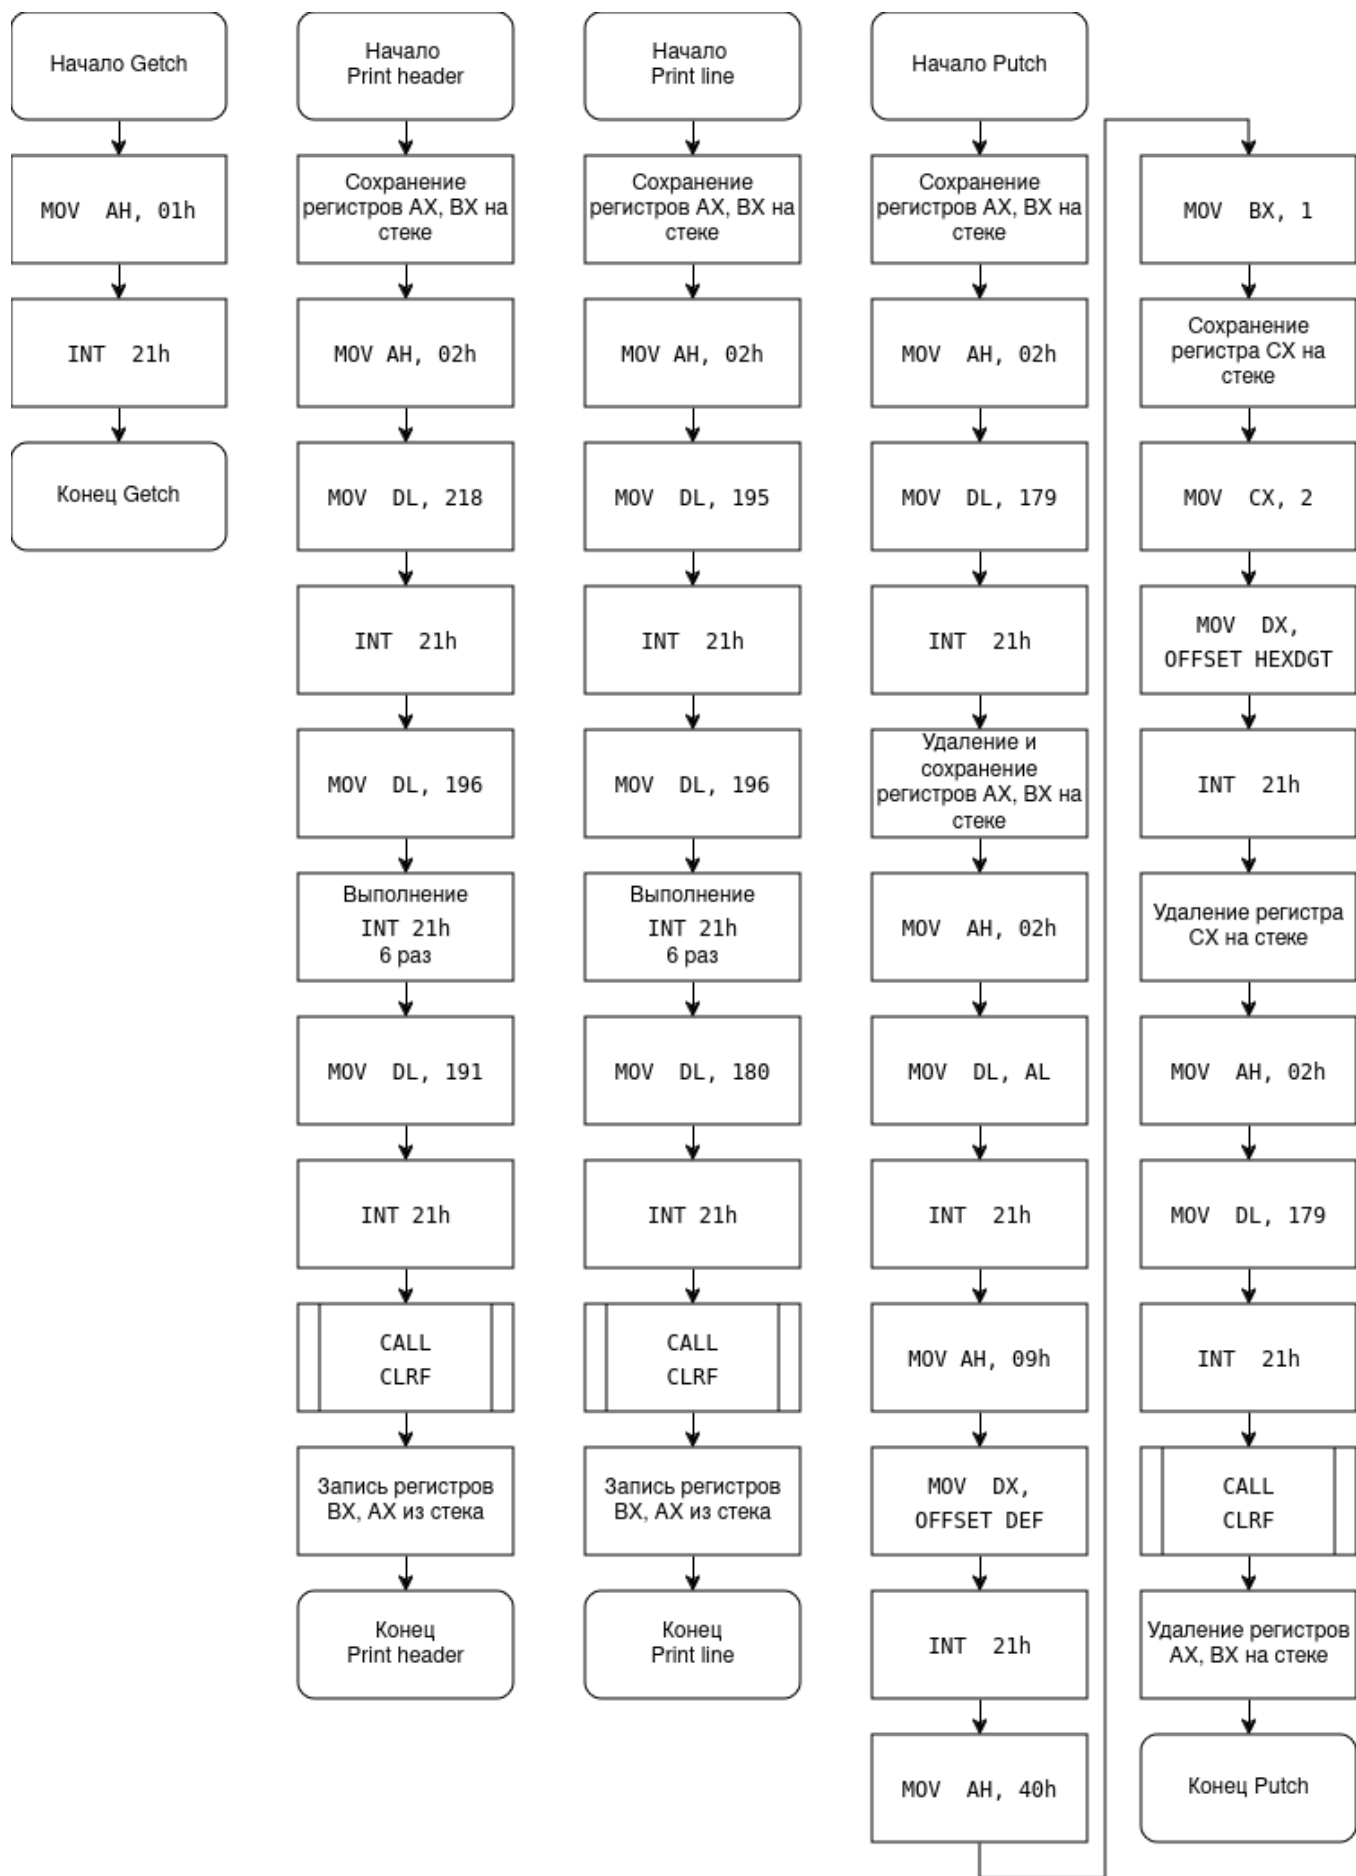 Начало Getch
MOV AH, 01h
INT 21h
Конец Getch
Начало
Print header
Сохранение
регистров AX, BX на
стеке
MOV AH, 02h
MOV DL, 218
INT 21h
MOV DL, 196
Выполнение
INT 21h
6 раз
MOV DL, 191
INT 21h
CALL
CLRF
Запись регистров
BX, AX из стека
Конец
Print header
Начало
Print line
Сохранение
регистров AX, BX на
стеке
MOV AH, 02h
MOV DL, 195
INT 21h
MOV DL, 196
Выполнение
INT 21h
6 раз
MOV DL, 180
INT 21h
CALL
CLRF
Запись регистров
BX, AX из стека
Конец
Print line
Начало Putch
Сохранение
регистров AX, BX на
стеке
MOV AH, 02h
MOV DL, 179
INT 21h
Удаление и
сохранение
регистров AX, BX на
стеке
MOV AH, 02h
MOV DL, AL
INT 21h
MOV AH, 09h
MOV DX,
OFFSET DEF
INT 21h
MOV AH, 40h
MOV BX, 1
Сохранение
регистра CX на
стеке
MOV CX, 2
MOV DX,
OFFSET HEXDGT
INT 21h
Удаление регистра
CX на стеке
MOV AH, 02h
MOV DL, 179
INT 21h
CALL
CLRF
Удаление регистров
AX, BX на стеке
Конец Putch